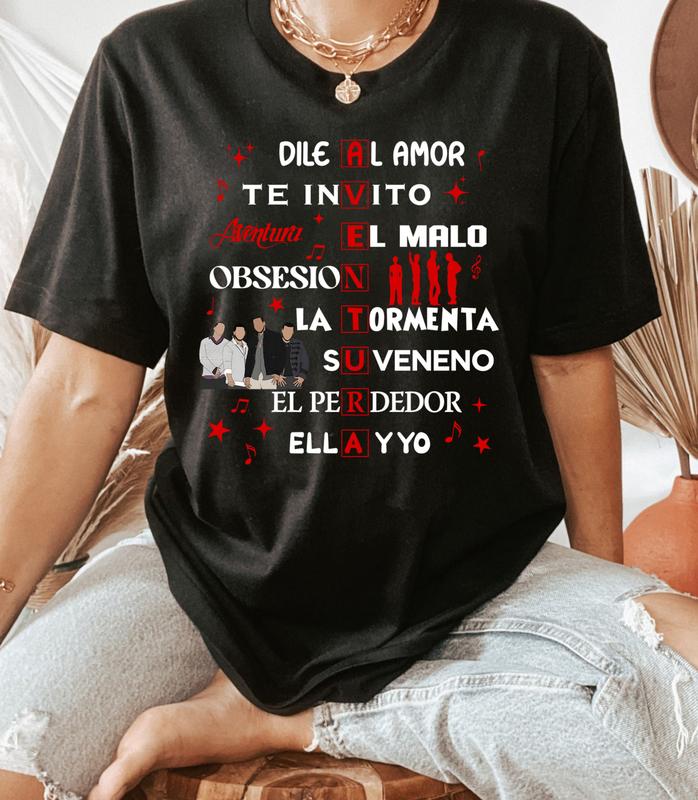 DILE AL AMOR
TE INVITO
Aventura
EL MALO
OBSESION
LA TORMENTA
SU VENENO
EL PERDEDOR
ELLA Y YO